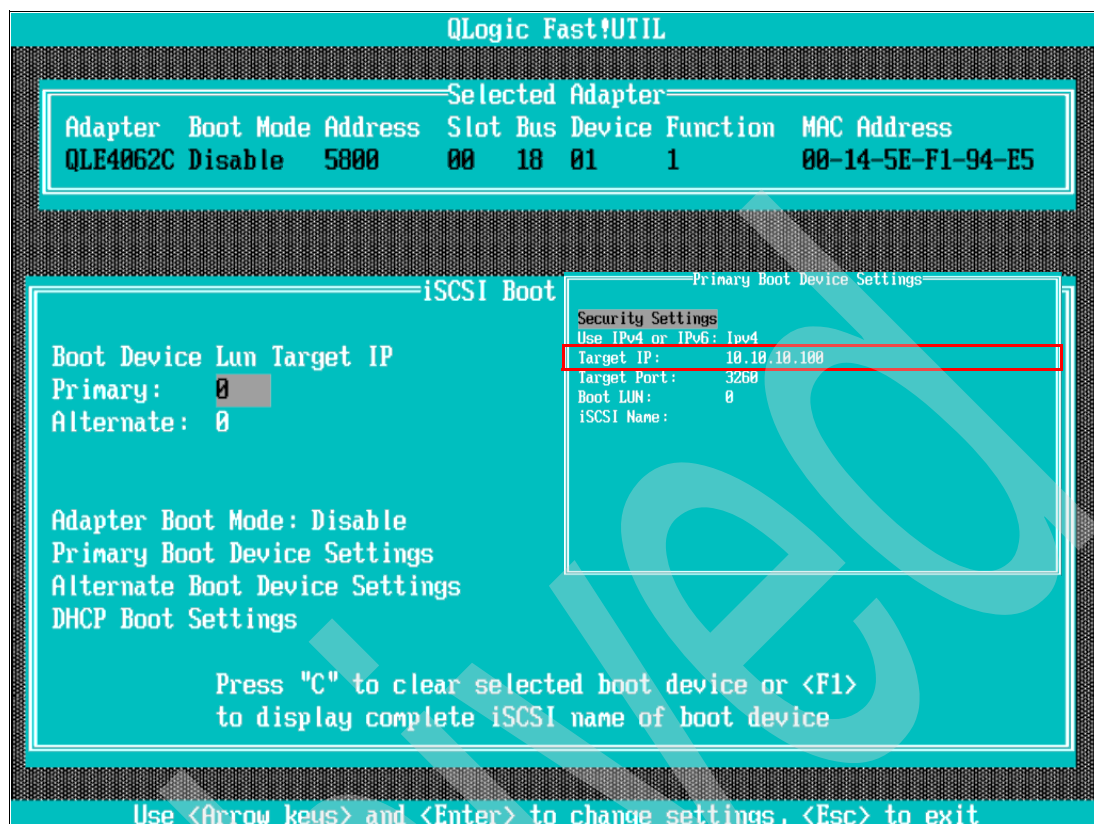 QLogic Fast!UTIL
Selected Adapter
Adapter Boot Mode Address Slot Bus Device Function MAC Address
QLE4062C Disable 5800 00 18 01 1 00-14-5E-F1-94-E5
iSCSI Boot
Boot Device Lun Target IP
Primary: 0
Alternate: 0
Adapter Boot Mode: Disable
Primary Boot Device Settings
Alternate Boot Device Settings
DHCP Boot Settings
Press "C" to clear selected boot device or <F1>
to display complete iSCSI name of boot device
Primary Boot Device Settings
Security Settings
Use IPv4 or IPv6: Ipv4
Target IP: 10.10.10.100
Target Port: 3260
Boot LUN: 0
iSCSI Name:
Use <Arrow keys> and <Enter> to change settings, <Esc> to exit